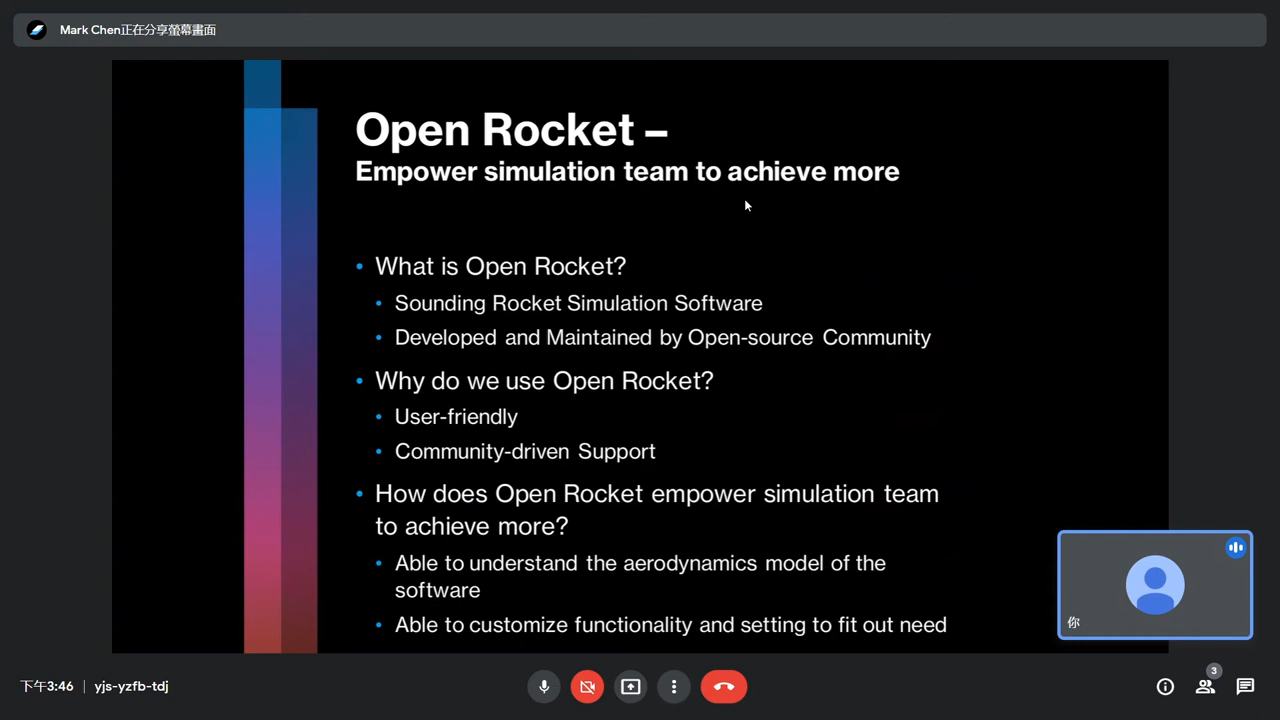 Mark Chen正在分享螢幕畫面
Open Rocket –
Empower simulation team to achieve more
• What is Open Rocket?
• Sounding Rocket Simulation Software
• Developed and Maintained by Open-source Community
• Why do we use Open Rocket?
• User-friendly
• Community-driven Support
• How does Open Rocket empower simulation team
to achieve more?
• Able to understand the aerodynamics model of the
software
• Able to customize functionality and setting to fit out need
你
下午3:46 | yjs-yzfb-tdj
3